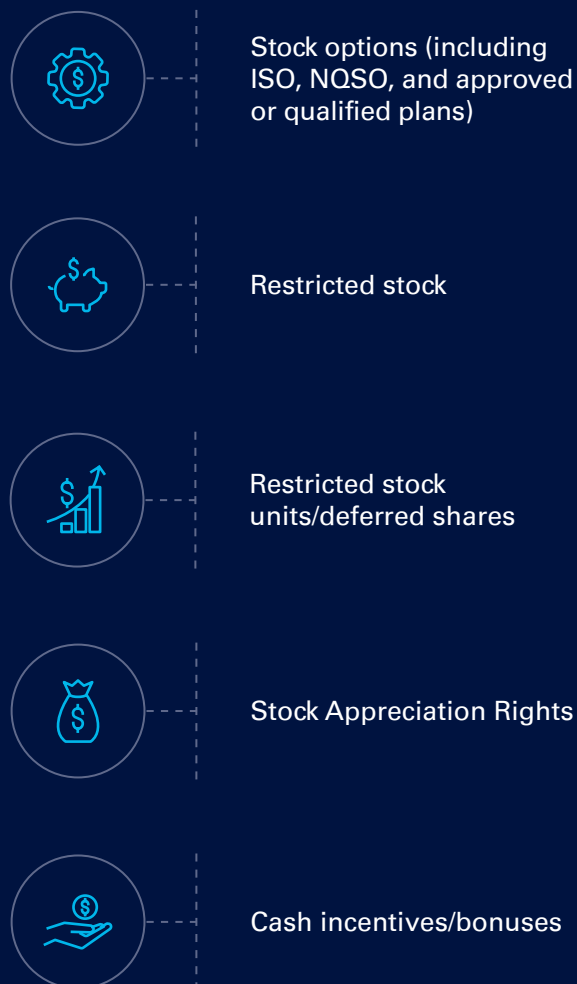 Stock options (including
ISO, NQSO, and approved
or qualified plans)
Restricted stock
Restricted stock
units/deferred shares
Stock Appreciation Rights
Cash incentives/bonuses